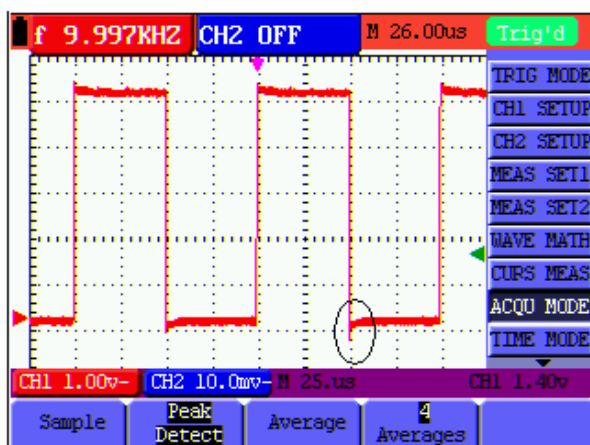 f 9.997KHZ
CH2 OFF
M 26.00us
Trig'd
TRIG MODE
CH1 SETUP
CH2 SETUP
MEAS SET1
MEAS SET2
WAVE MATH
CURS MEAS
ACQU MODE
TIME MODE
CH1 1.00v-
CH2 10.0mv-
M 25.us
CH1 1.40v
Sample
Peak
Detect
Average
4
Averages